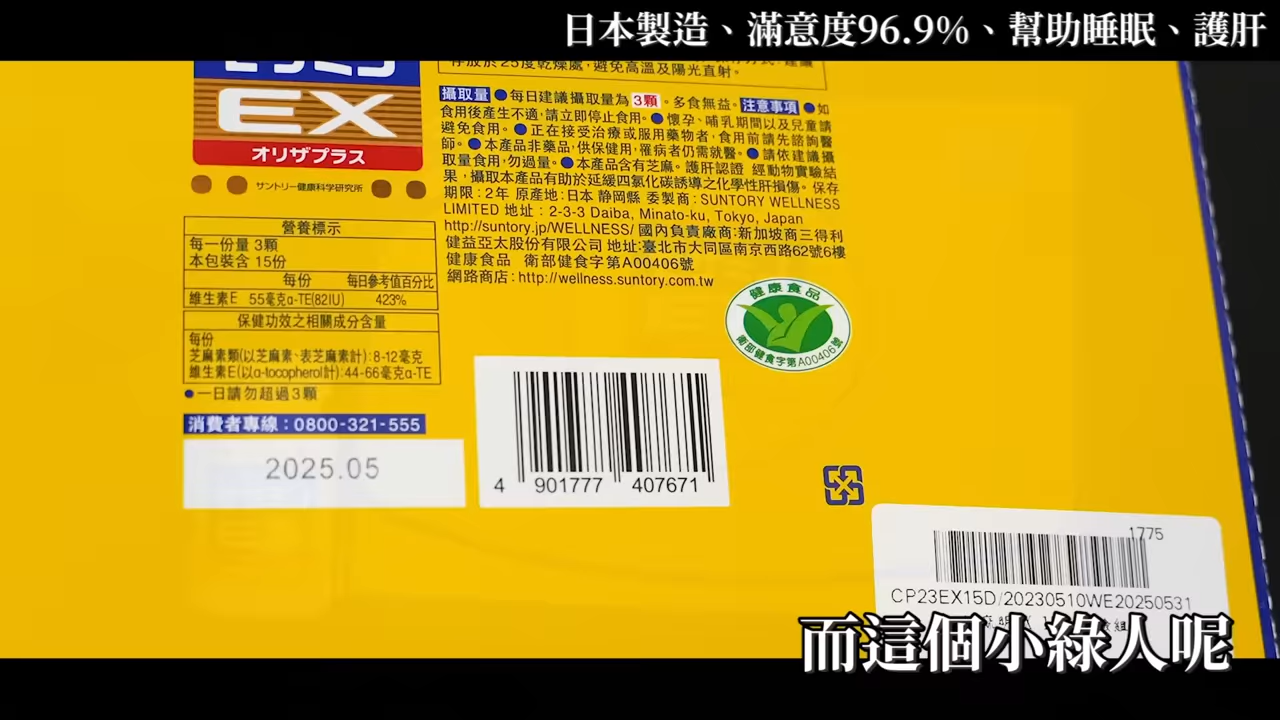 日本製造、滿意度96.9%、幫助睡眠、護肝
存放於25度乾燥處,避免高溫及陽光直射。
EX
オリザプラス
サントリー健康科学研究所
攝取量 ●每日建議攝取量為 3顆 。多食無益。注意事項 ●如
食用後產生不適,請立即停止食用。●懷孕、哺乳期間以及兒童請
避免食用。●正在接受治療或服用藥物者,食用前請先諮詢醫
師。●本產品非藥品,供保健用,罹病者仍需就醫。●請依建議攝
取量食用,勿過量。●本產品含有芝麻。護肝認證 經動物實驗結
果,攝取本產品有助於延緩四氯化碳誘導之化學性肝損傷。保存
期限:2年 原產地:日本 靜岡縣 委製商:SUNTORY WELLNESS
LIMITED 地址:2-3-3 Daiba, Minato-ku, Tokyo, Japan
http://suntory.jp/WELLNESS/ 國內負責廠商:新加坡商三得利
健益亞太股份有限公司 地址:臺北市大同區南京西路62號6樓
健康食品 衛部健食字第A00406號
網路商店:http://wellness.suntory.com.tw
營養標示
每一份量 3顆
本包裝含 15份
每份 每日參考值百分比
維生素E 55毫克α-TE(82IU) 423%
保健功效之相關成分含量
每份
芝麻素類(以芝麻素、表芝麻素計):8-12毫克
維生素E(以α-tocopherol計):44-66毫克α-TE
●一日請勿超過3顆
消費者專線:0800-321-555
2025.05
健康食品
衛部健食字第A00406號
4 901777 407671
1775
CP23EX15D/20230510WE20250531
而這個小綠人呢